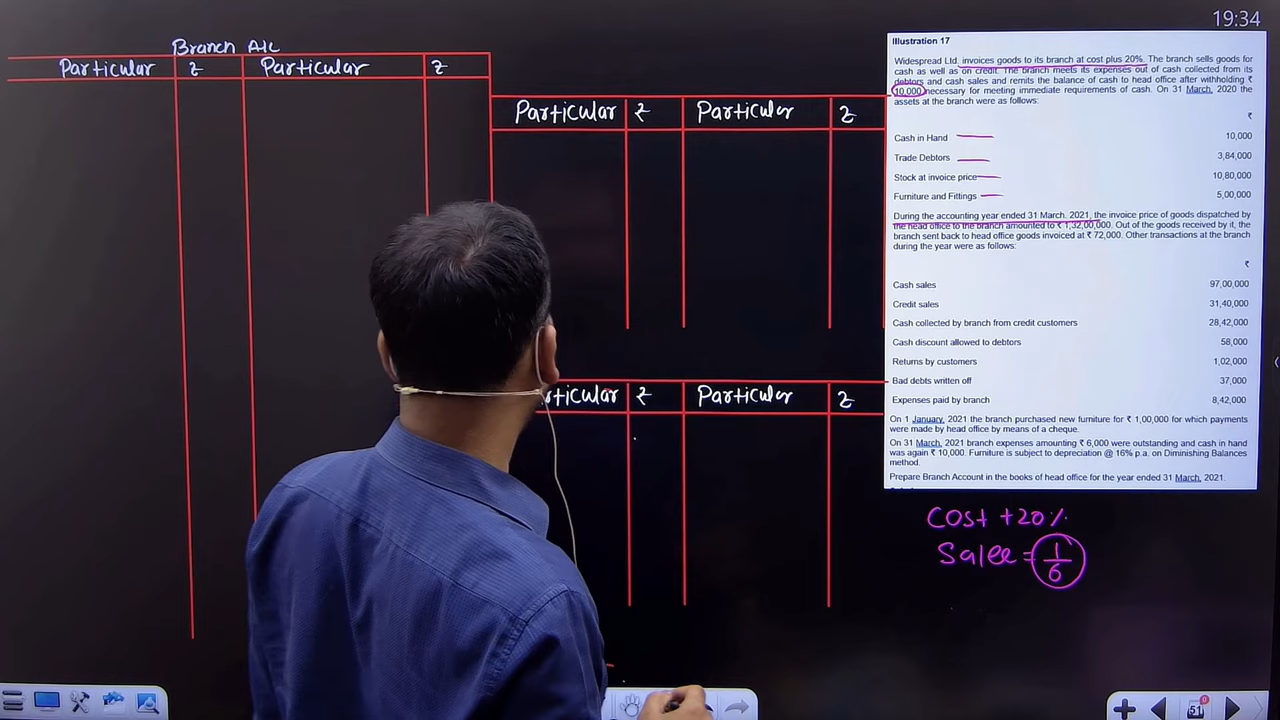 19:34
Branch A/c
Particular ₹ Particular ₹
Particular ₹ Particular ₹
Particular ₹
Illustration 17
Widespread Ltd. invoices goods to its branch at cost plus 20%. The branch sells goods for
cash as well as on credit. The branch meets its expenses out of cash collected from its
debtors and cash sales and remits the balance of cash to head office after withholding ₹
10,000 necessary for meeting immediate requirements of cash. On 31 March, 2020 the
assets at the branch were as follows:
₹
Cash in Hand 10,000
Trade Debtors 3,84,000
Stock at invoice price 10,80,000
Furniture and Fittings 5,00,000
During the accounting year ended 31 March, 2021, the invoice price of goods dispatched by
the head office to the branch amounted to ₹ 1,32,00,000. Out of the goods received by it, the
branch sent back to head office goods invoiced at ₹ 72,000. Other transactions at the branch
during the year were as follows:
₹
Cash sales 97,00,000
Credit sales 31,40,000
Cash collected by branch from credit customers 28,42,000
Cash discount allowed to debtors 58,000
Returns by customers 1,02,000
Bad debts written off 37,000
Expenses paid by branch 8,42,000
On 1 January, 2021 the branch purchased new furniture for ₹ 1,00,000 for which payments
were made by head office by means of a cheque.
On 31 March, 2021 branch expenses amounting ₹ 6,000 were outstanding and cash in hand
was again ₹ 10,000. Furniture is subject to depreciation @ 16% p.a. on Diminishing Balances
method.
Prepare Branch Account in the books of head office for the year ended 31 March, 2021.
Cost +20%
Sales = 1/6
51